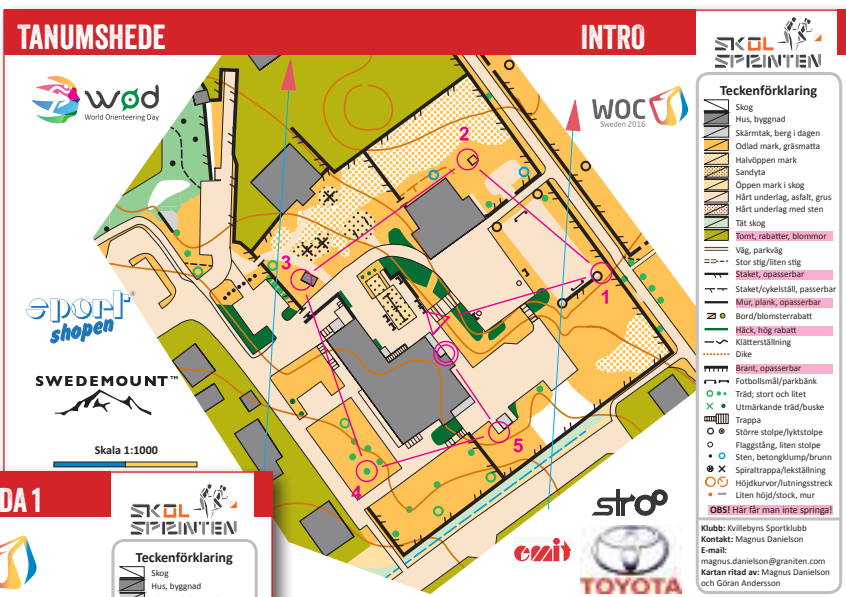 TANUMSHEDE
INTRO
SKOL
SPRINTEN
wod
World Orienteering Day
WOC
Sweden 2016
sport
shopen
SWEDEMOUNT™
Skala 1:1000
1
2
3
4
5
stroo
emit
TOYOTA
Teckenförklaring
Skog
Hus, byggnad
Skärmtak, berg i dagen
Odlad mark, gräsmatta
Halvöppen mark
Sandyta
Öppen mark i skog
Hårt underlag, asfalt, grus
Hårt underlag med sten
Tät skog
Tomt, rabatter, blommor
Väg, parkväg
Stor stig/liten stig
Staket, opasserbar
Staket/cykelställ, passerbar
Mur, plank, opasserbar
Bord/blomsterrabatt
Häck, hög rabatt
Klätterställning
Dike
Brant, opasserbar
Fotbollsmål/parkbänk
Träd; stort och litet
Utmärkande träd/buske
Trappa
Större stolpe/lyktstolpe
Flaggstång, liten stolpe
Sten, betongklump/brunn
Spiraltrappa/lekställning
Höjdkurvor/lutningsstreck
Liten höjd/stock, mur
OBS! Här får man inte springa!
Klubb: Kvillebyns Sportklubb
Kontakt: Magnus Danielson
E-mail:
magnus.danielson@graniten.com
Kartan ritad av: Magnus Danielson
och Göran Andersson
DA 1
SKOL
SPRINTEN
Teckenförklaring
Skog
Hus, byggnad